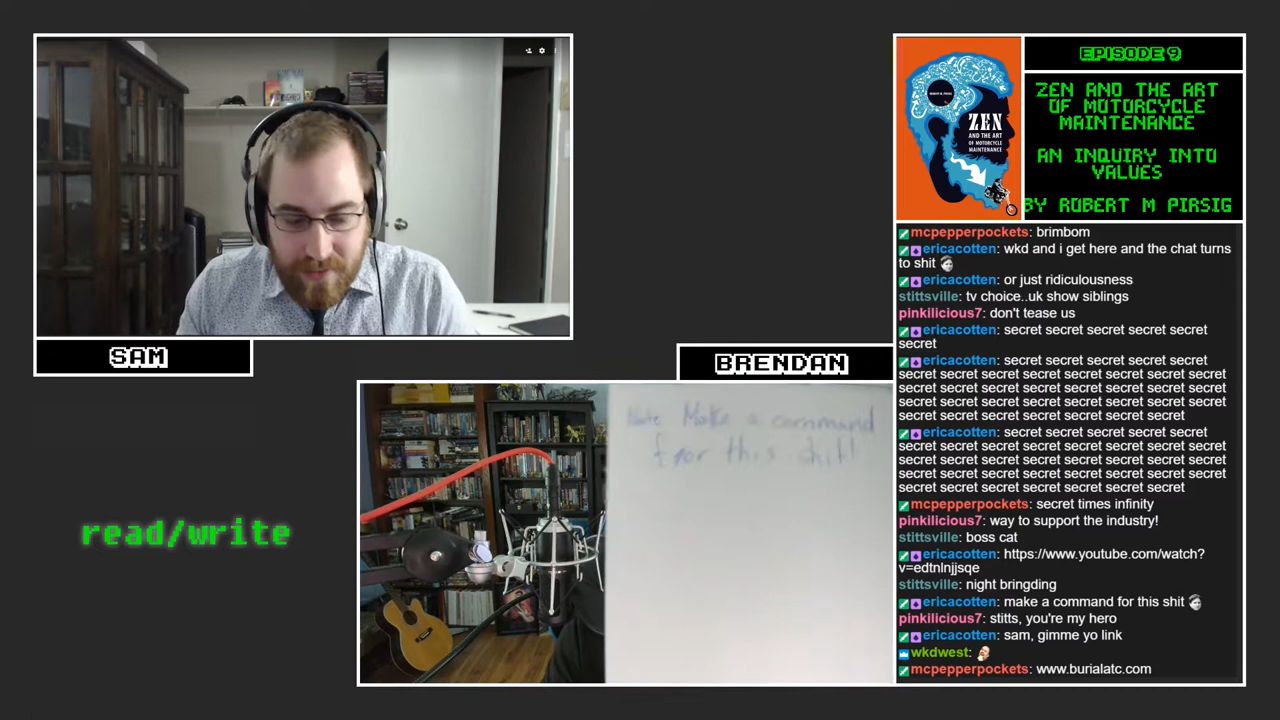 SAM
BRENDAN
Note Make a command
for this shit!
read/write
ROBERT M. PIRSIG
ZEN
AND THE ART
OF MOTORCYCLE
MAINTENANCE
EPISODE 9
ZEN AND THE ART
OF MOTORCYCLE
MAINTENANCE
AN INQUIRY INTO
VALUES
BY ROBERT M PIRSIG
mcpepperpockets: brimbom
ericacotten: wkd and i get here and the chat turns
to shit
ericacotten: or just ridiculousness
stittsville: tv choice..uk show siblings
pinkilicious7: don't tease us
ericacotten: secret secret secret secret secret
secret
ericacotten: secret secret secret secret secret
secret secret secret secret secret secret secret
secret secret secret secret secret secret secret
secret secret secret secret secret secret secret
secret secret secret secret secret secret
ericacotten: secret secret secret secret secret
secret secret secret secret secret secret secret
secret secret secret secret secret secret secret
secret secret secret secret secret secret secret
secret secret secret secret secret secret
mcpepperpockets: secret times infinity
pinkilicious7: way to support the industry!
stittsville: boss cat
ericacotten: https://www.youtube.com/watch?
v=edtnlnjjsqe
stittsville: night bringding
ericacotten: make a command for this shit
pinkilicious7: stitts, you're my hero
ericacotten: sam, gimme yo link
wkdwest:
mcpepperpockets: www.burialatc.com